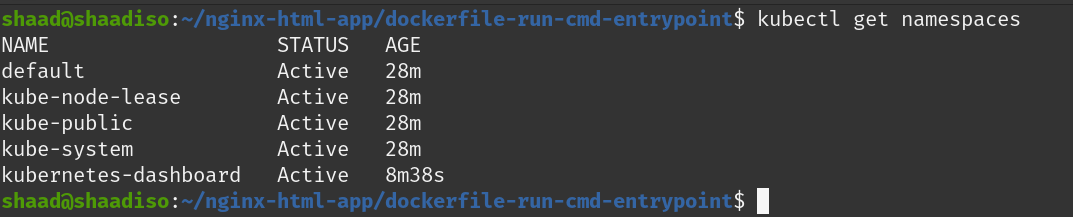 shaad@shaadiso:~/nginx-html-app/dockerfile-run-cmd-entrypoint$ kubectl get namespaces
NAME                   STATUS   AGE
default                Active   28m
kube-node-lease        Active   28m
kube-public            Active   28m
kube-system            Active   28m
kubernetes-dashboard   Active   8m38s
shaad@shaadiso:~/nginx-html-app/dockerfile-run-cmd-entrypoint$